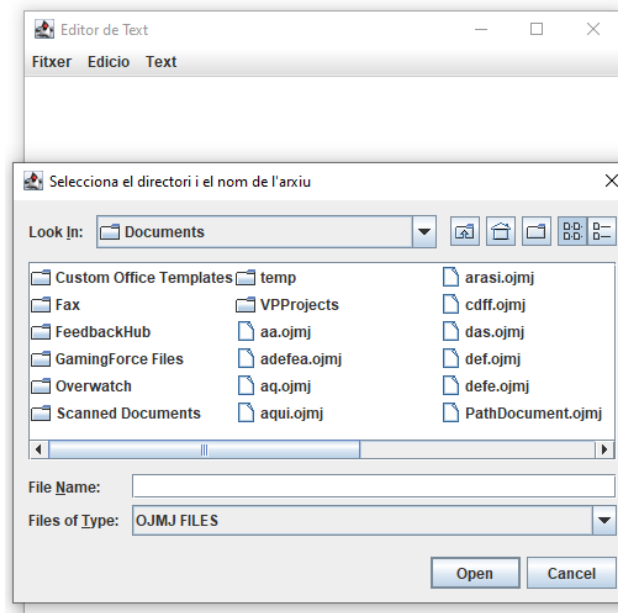 Editor de Text
Fitxer Edicio Text
Selecciona el directori i el nom de l'arxiu
Look In: Documents
Custom Office Templates temp arasi.ojmj
Fax VPProjects cdff.ojmj
FeedbackHub aa.ojmj das.ojmj
GamingForce Files adefea.ojmj def.ojmj
Overwatch aq.ojmj defe.ojmj
Scanned Documents aqui.ojmj PathDocument.ojmj
File Name:
Files of Type: OJMJ FILES
Open Cancel